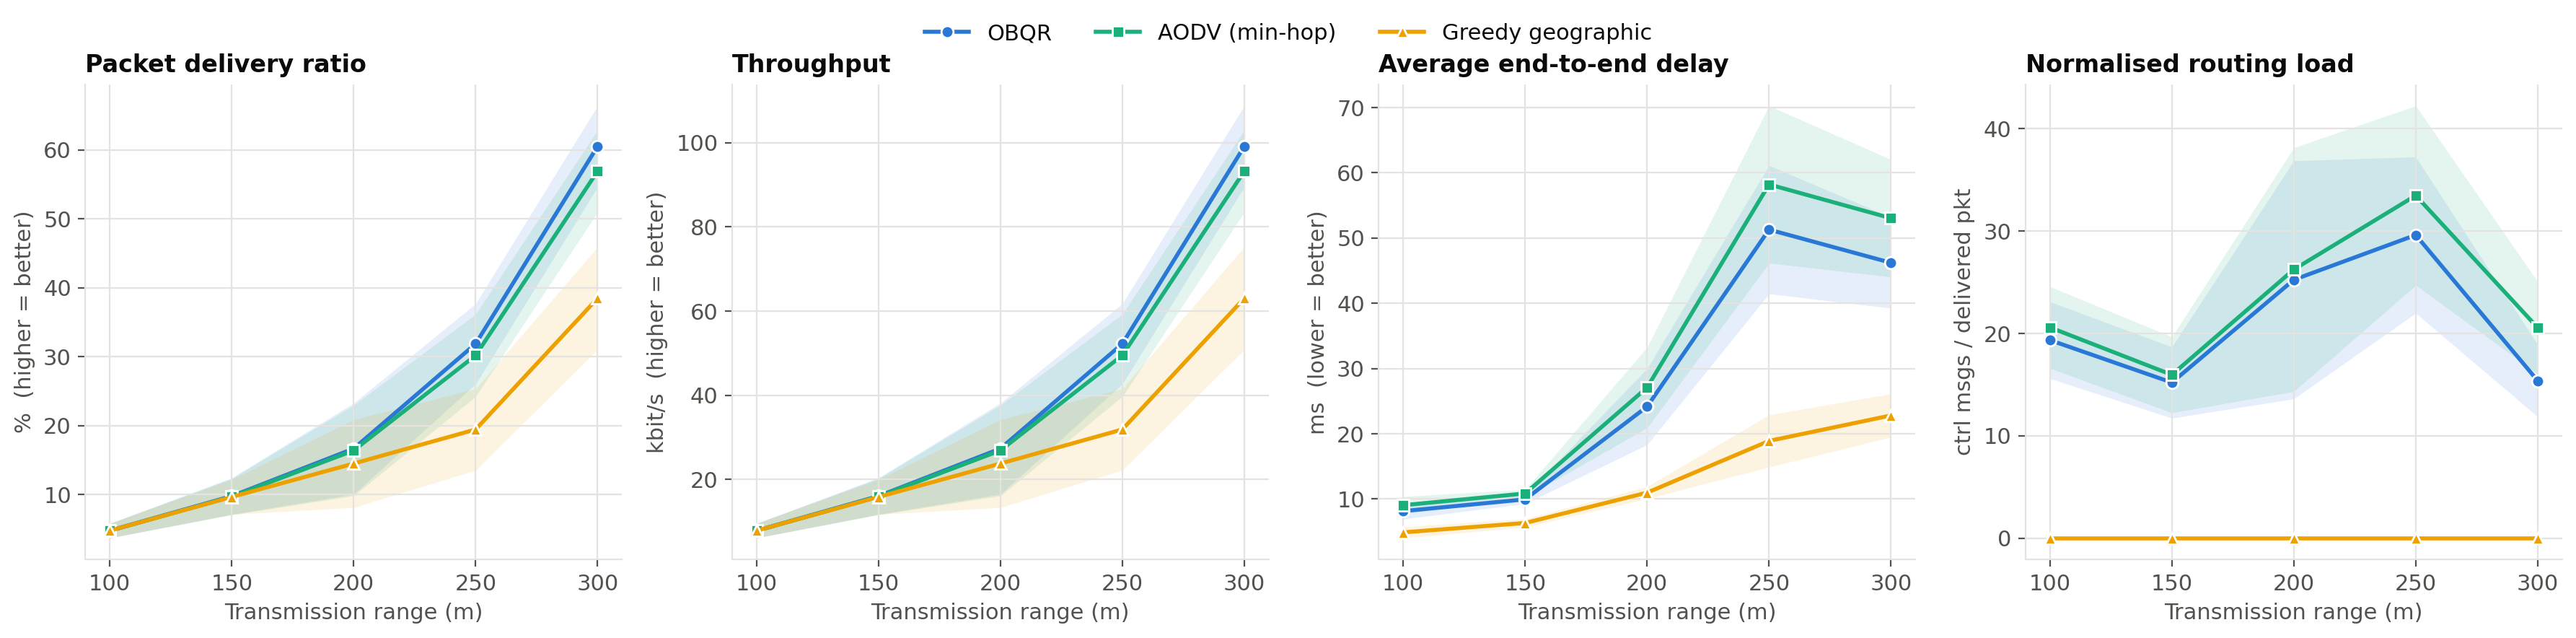 OBQR
AODV (min-hop)
Greedy geographic
Packet delivery ratio
% (higher = better)
60
50
40
30
20
10
100 150 200 250 300
Transmission range (m)
Throughput
kbit/s (higher = better)
100
80
60
40
20
100 150 200 250 300
Transmission range (m)
Average end-to-end delay
ms (lower = better)
70
60
50
40
30
20
10
100 150 200 250 300
Transmission range (m)
Normalised routing load
ctrl msgs / delivered pkt
40
30
20
10
0
100 150 200 250 300
Transmission range (m)